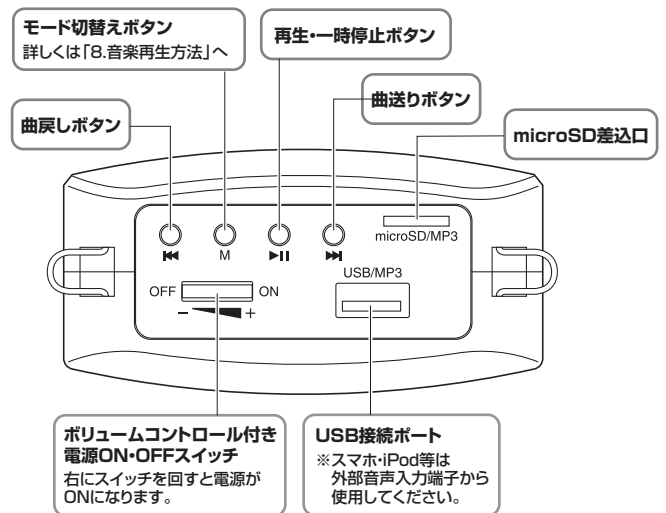 モード切替えボタン
詳しくは「8.音楽再生方法」へ
再生・一時停止ボタン
曲戻しボタン
曲送りボタン
microSD差込口
microSD/MP3
M
USB/MP3
OFF
ON
− +
ボリュームコントロール付き
電源ON・OFFスイッチ
右にスイッチを回すと電源が
ONになります。
USB接続ポート
※スマホ・iPod等は
外部音声入力端子から
使用してください。